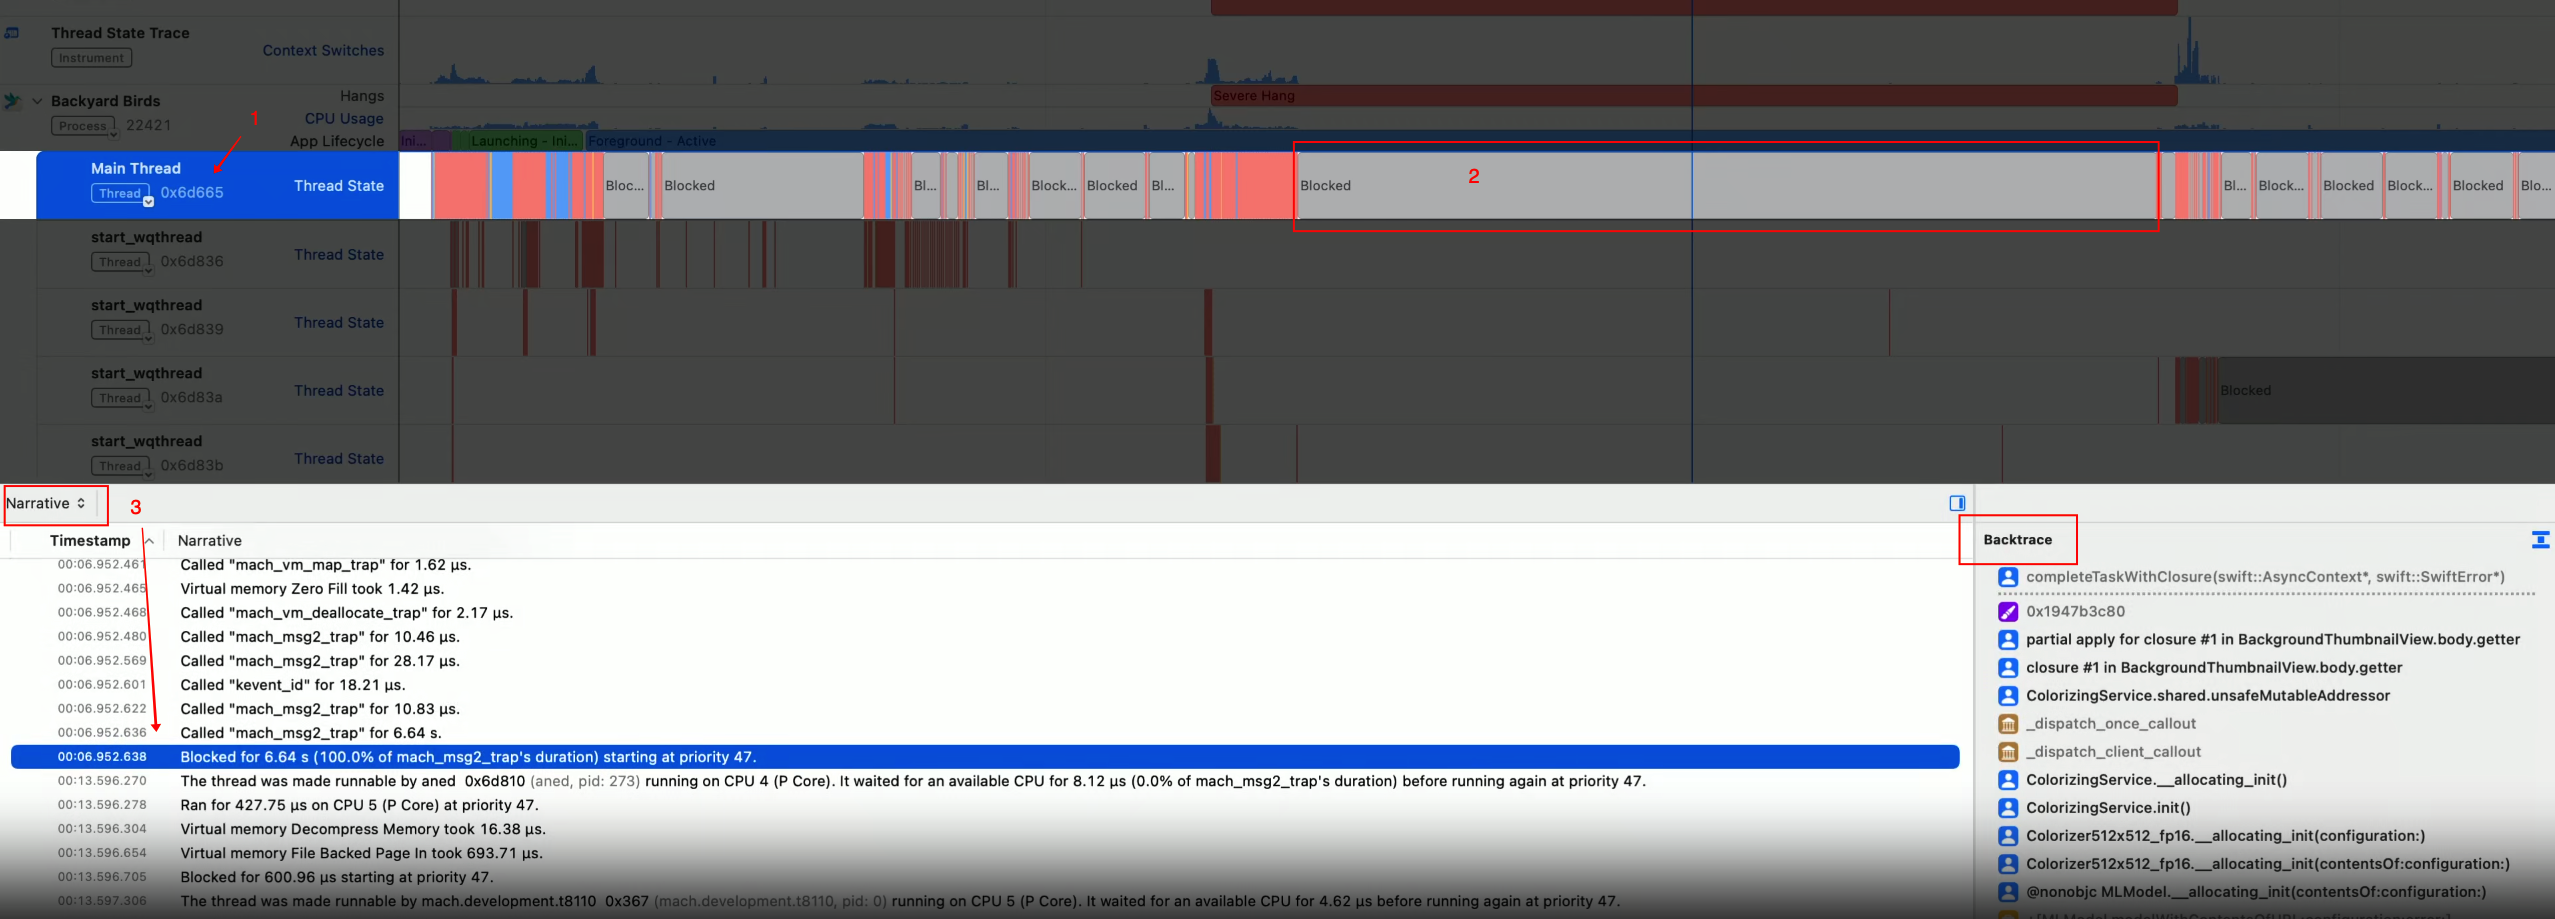 Thread State Trace
Instrument
Context Switches
Backyard Birds
Process 22421
Hangs
CPU Usage
App Lifecycle
Severe Hang
Ini... Launching - Ini... Foreground - Active
1
Main Thread
Thread 0x6d665
Thread State
Bloc... Blocked Bl... Bl... Block... Blocked Bl... Blocked 2 Bl... Block... Blocked Block... Blocked Blo...
start_wqthread
Thread 0x6d836
Thread State
start_wqthread
Thread 0x6d839
Thread State
start_wqthread
Thread 0x6d83a
Thread State
Blocked
start_wqthread
Thread 0x6d83b
Thread State
Narrative
3
Timestamp Narrative
00:06.952.461 Called "mach_vm_map_trap" for 1.62 µs.
00:06.952.465 Virtual memory Zero Fill took 1.42 µs.
00:06.952.468 Called "mach_vm_deallocate_trap" for 2.17 µs.
00:06.952.480 Called "mach_msg2_trap" for 10.46 µs.
00:06.952.569 Called "mach_msg2_trap" for 28.17 µs.
00:06.952.601 Called "kevent_id" for 18.21 µs.
00:06.952.622 Called "mach_msg2_trap" for 10.83 µs.
00:06.952.636 Called "mach_msg2_trap" for 6.64 s.
00:06.952.638 Blocked for 6.64 s (100.0% of mach_msg2_trap's duration) starting at priority 47.
00:13.596.270 The thread was made runnable by aned 0x6d810 (aned, pid: 273) running on CPU 4 (P Core). It waited for an available CPU for 8.12 µs (0.0% of mach_msg2_trap's duration) before running again at priority 47.
00:13.596.278 Ran for 427.75 µs on CPU 5 (P Core) at priority 47.
00:13.596.304 Virtual memory Decompress Memory took 16.38 µs.
00:13.596.654 Virtual memory File Backed Page In took 693.71 µs.
00:13.596.705 Blocked for 600.96 µs starting at priority 47.
00:13.597.306 The thread was made runnable by mach.development.t8110 0x367 (mach.development.t8110, pid: 0) running on CPU 5 (P Core). It waited for an available CPU for 4.62 µs before running again at priority 47.
Backtrace
completeTaskWithClosure(swift::AsyncContext*, swift::SwiftError*)
0x1947b3c80
partial apply for closure #1 in BackgroundThumbnailView.body.getter
closure #1 in BackgroundThumbnailView.body.getter
ColorizingService.shared.unsafeMutableAddressor
_dispatch_once_callout
_dispatch_client_callout
ColorizingService.__allocating_init()
ColorizingService.init()
Colorizer512x512_fp16.__allocating_init(configuration:)
Colorizer512x512_fp16.__allocating_init(contentsOf:configuration:)
@nonobjc MLModel.__allocating_init(contentsOf:configuration:)